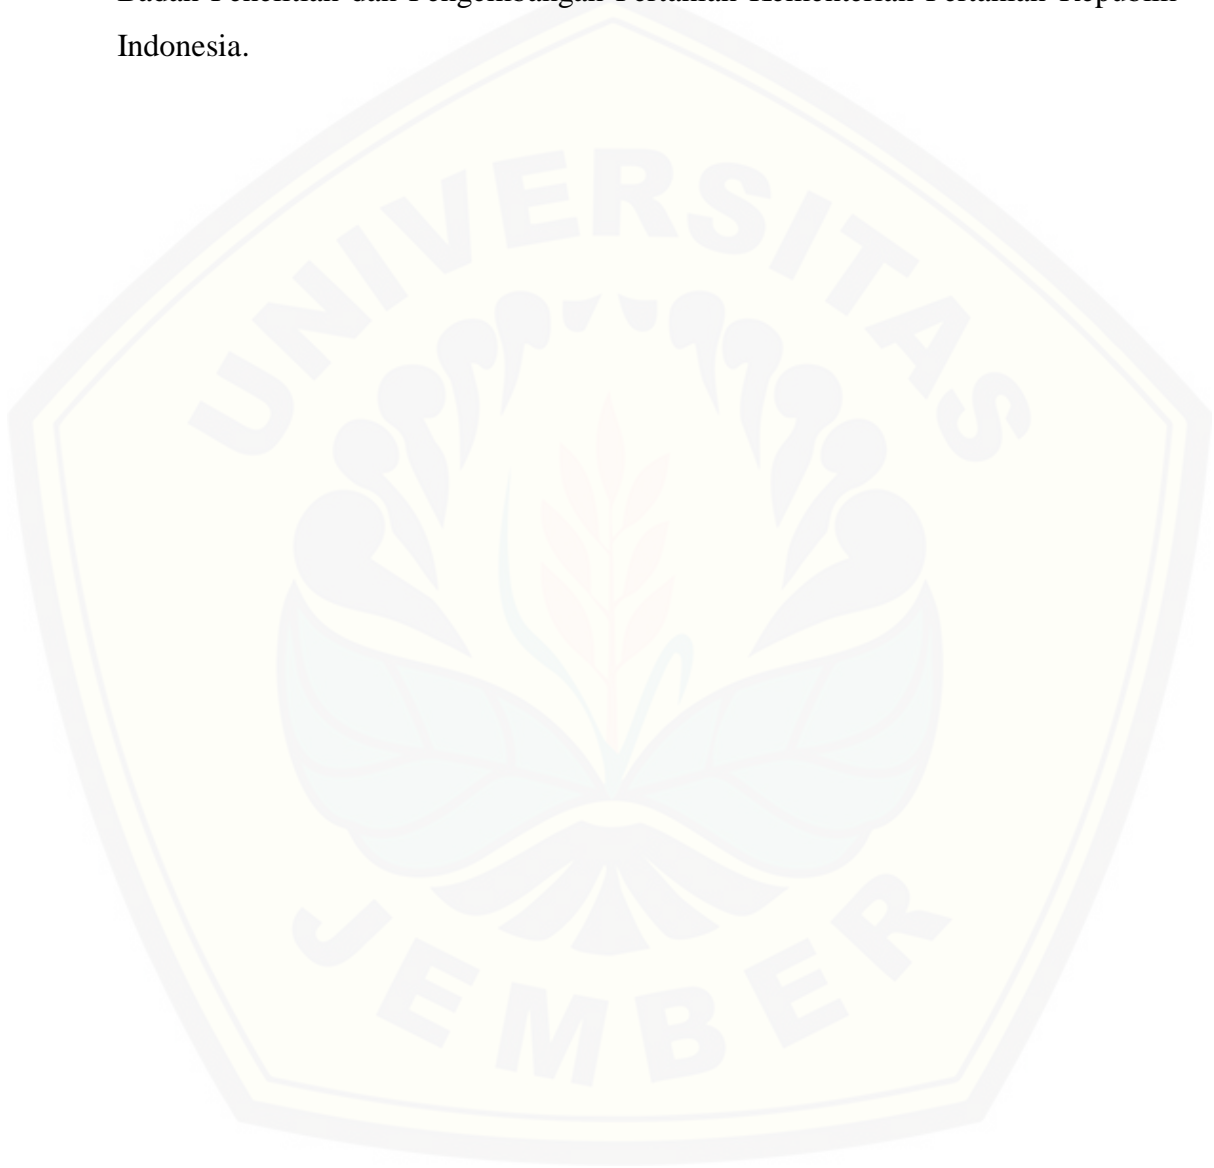 Badan Penelitian dan Pengembangan Pertanian Kementerian Pertanian Republik
Indonesia.
UNIVERSITAS
JEMBER